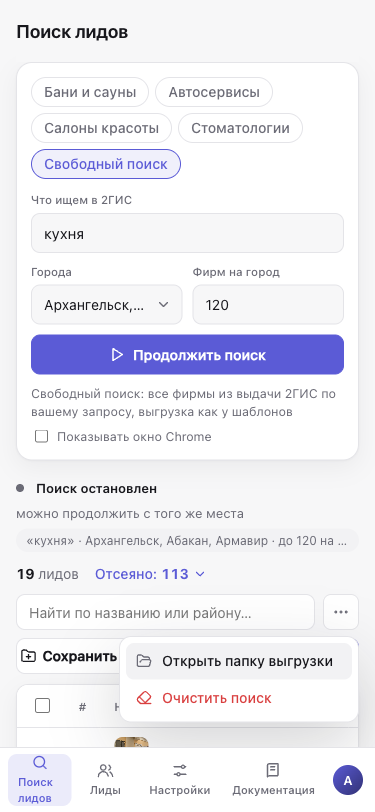 Поиск лидов
Бани и сауны
Автосервисы
Салоны красоты
Стоматологии
Свободный поиск
Что ищем в 2ГИС
кухня
Города
Фирм на город
Архангельск,...
120
Продолжить поиск
Свободный поиск: все фирмы из выдачи 2ГИС по
вашему запросу, выгрузка как у шаблонов
Показывать окно Chrome
Поиск остановлен
можно продолжить с того же места
«кухня» · Архангельск, Абакан, Армавир · до 120 на ...
19 лидов
Отсеяно: 113
Найти по названию или району...
Сохранить
Открыть папку выгрузки
Очистить поиск
#
Поиск
лидов
Лиды
Настройки
Документация
A